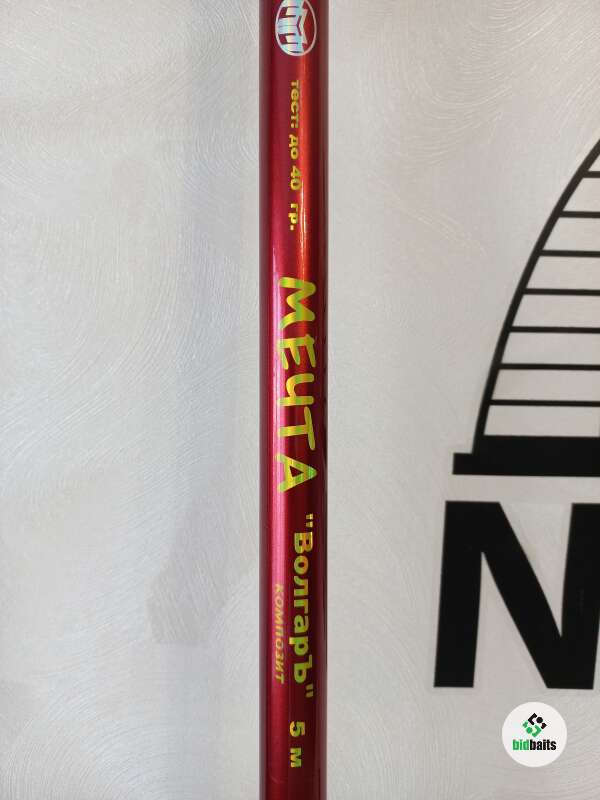 тест: до 40 гр.
МЕЧТА "Волгаръ" 5 м
КОМПОЗИТ
N
bidbaits